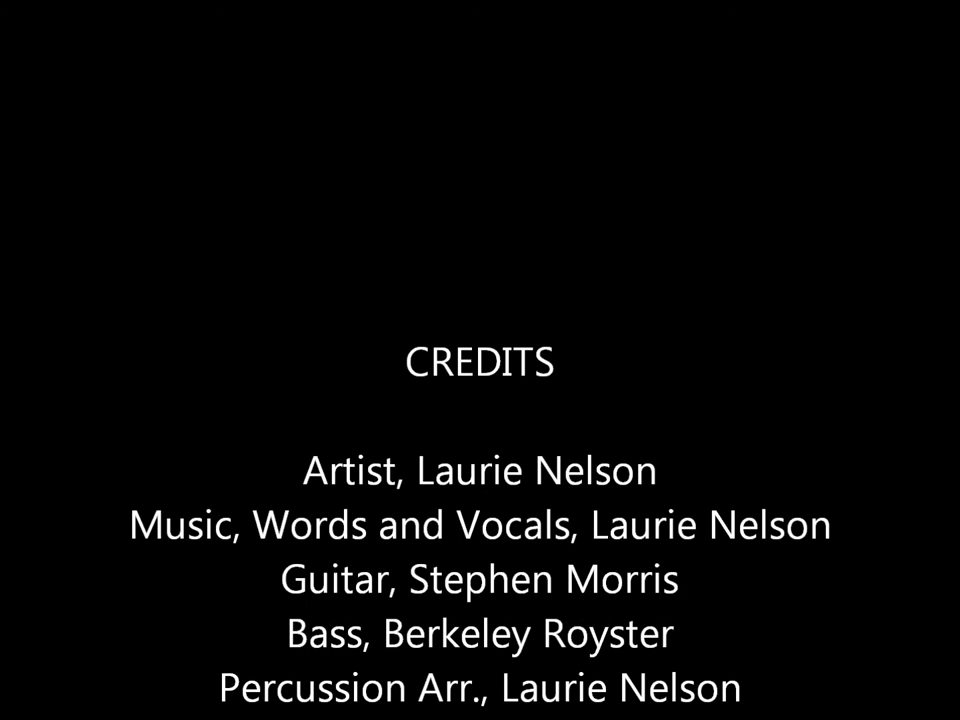 CREDITS
Artist, Laurie Nelson
Music, Words and Vocals, Laurie Nelson
Guitar, Stephen Morris
Bass, Berkeley Royster
Percussion Arr., Laurie Nelson